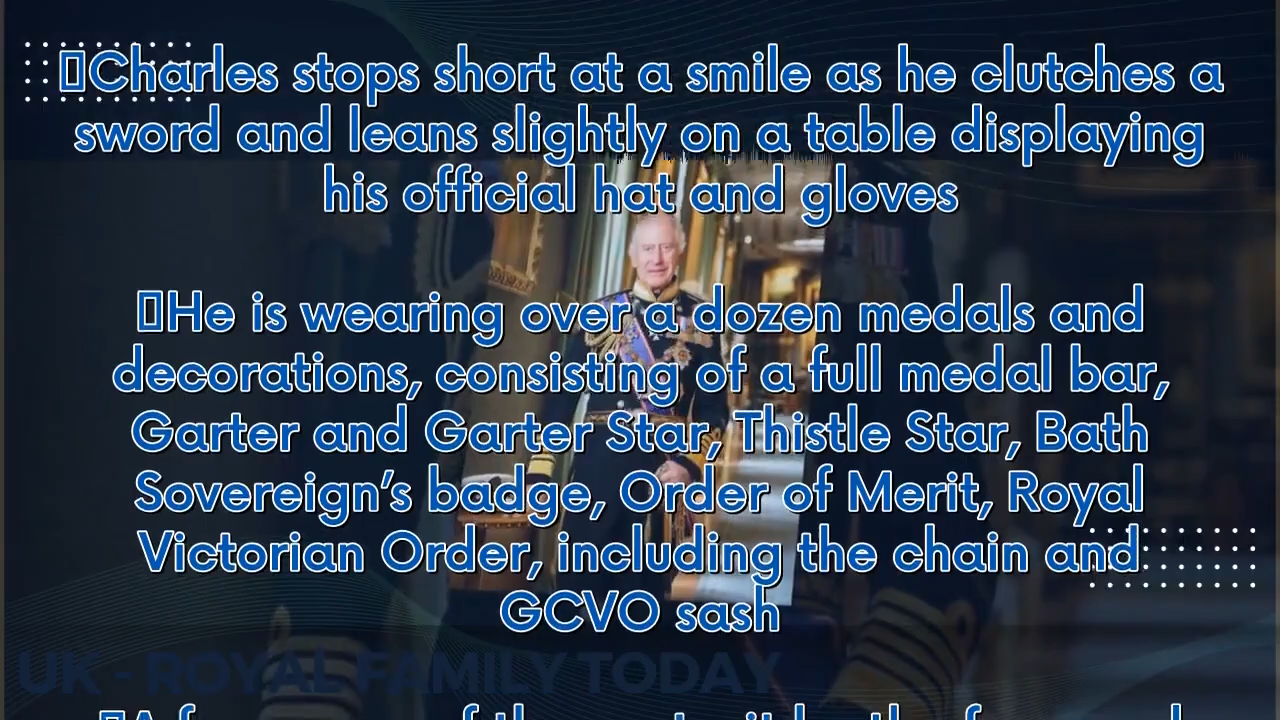 Charles stops short at a smile as he clutches a
sword and leans slightly on a table displaying
his official hat and gloves
He is wearing over a dozen medals and
decorations, consisting of a full medal bar,
Garter and Garter Star, Thistle Star, Bath
Sovereign’s badge, Order of Merit, Royal
Victorian Order, including the chain and
GCVO sash
UK - ROYAL FAMILY TODAY